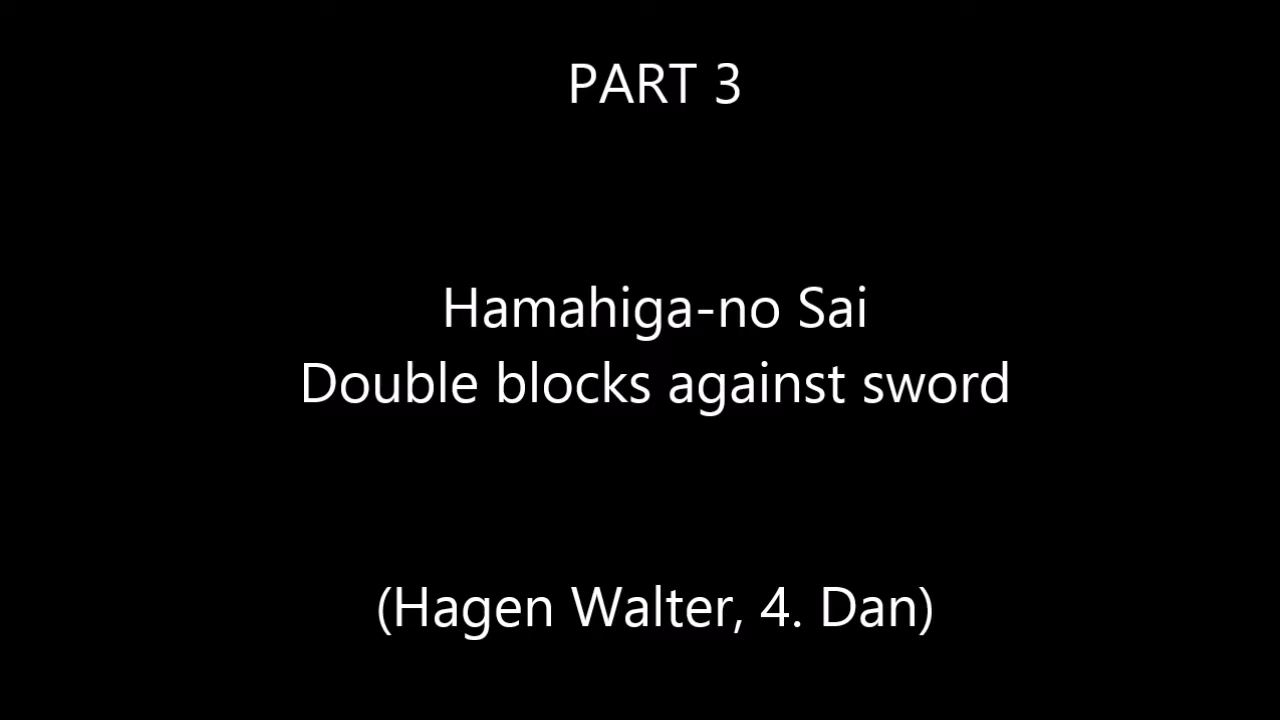 PART 3
Hamahiga-no Sai
Double blocks against sword
(Hagen Walter, 4. Dan)